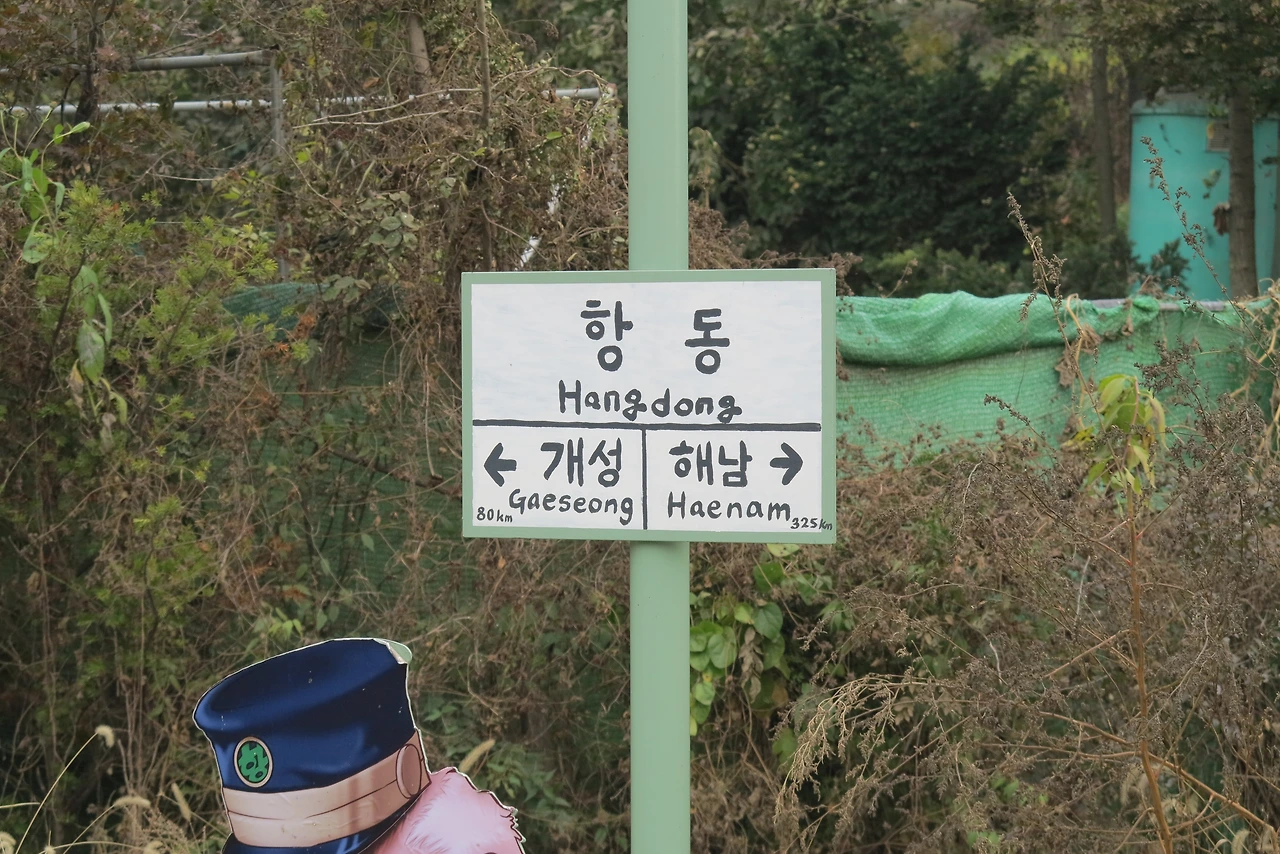 항 동
Hangdong
← 개성 해남 →
Gaeseong Haenam
80km 325km